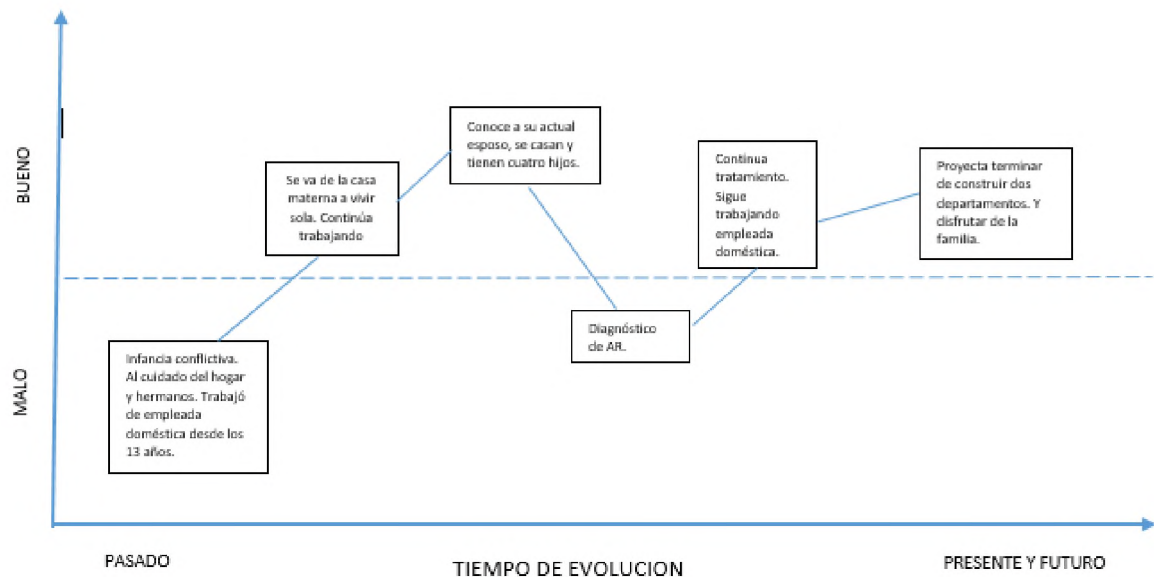 BUENO
MALO
Conoce a su actual
esposo, se casan y
tienen cuatro hijos.
Se va de la casa
materna a vivir
sola. Continúa
trabajando
Continua
tratamiento.
Sigue
trabajando
empleada
doméstica.
Proyecta terminar
de construir dos
departamentos. Y
disfrutar de la
familia.
Diagnóstico
de AR.
Infancia conflictiva.
Al cuidado del hogar
y hermanos. Trabajó
de empleada
doméstica desde los
13 años.
PASADO
TIEMPO DE EVOLUCION
PRESENTE Y FUTURO